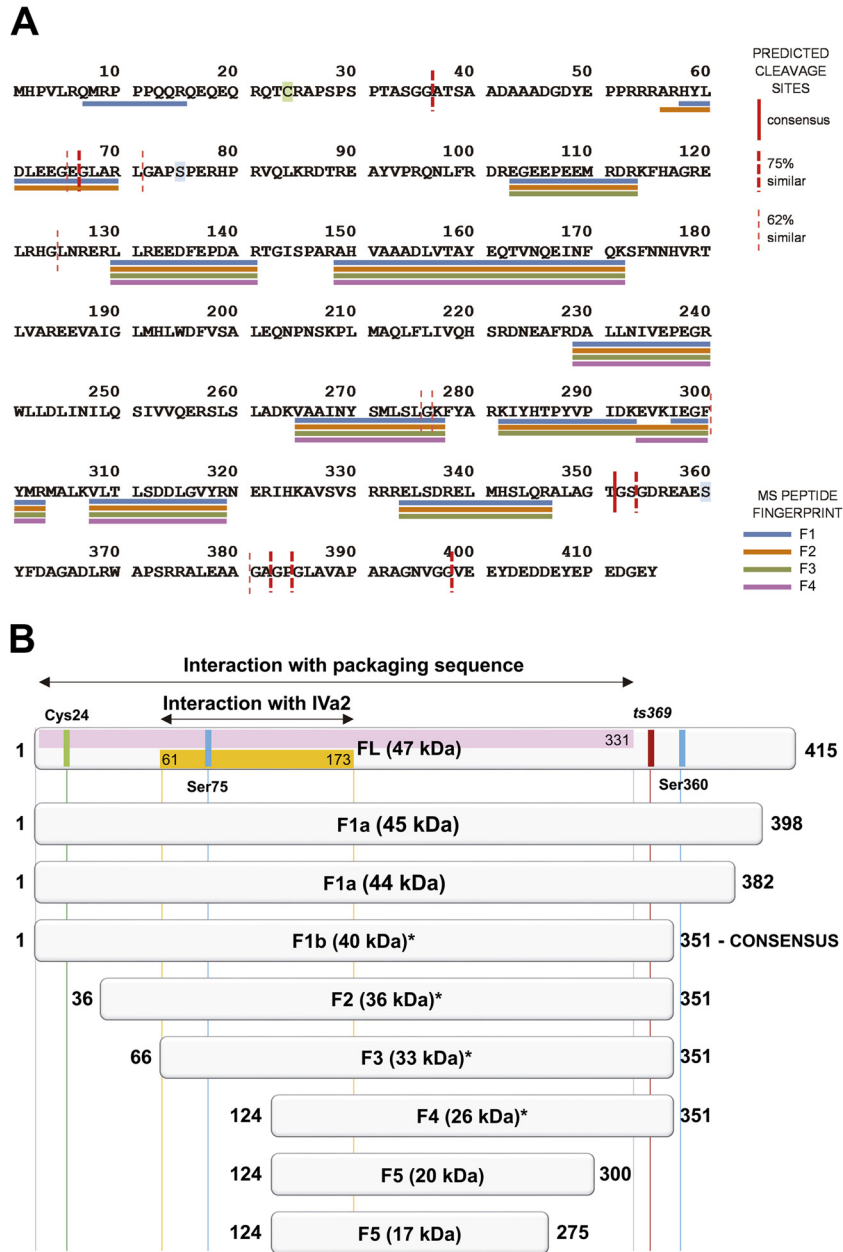 A
PREDICTED
CLEAVAGE
SITES
consensus
75%
similar
62%
similar
10 20 30 40 50 60
MHPVLRQMRP PPQQRQEQEQ RQTCRAPSPS PTASGGATSA ADAAADGDYE PPRRRARHYL
70 80 90 100 110 120
DLEEGEGLAR LGAPSPERHP RVQLKRDTRE AYVPRQNLFR DREGEEPEEM RDRKFHAGRE
130 140 150 160 170 180
LRHGLNRERL LREEDFEPDA RTGISPARAH VAAADLVTAY EQTVNQEINF QKSFNNHVRT
190 200 210 220 230 240
LVAREEVAIG LMHLWDFVSA LEQNPNSKPL MAQLFLIVQH SRDNEAFRDA LLNIVEPEGR
250 260 270 280 290 300
WLLDLINILQ SIVVQERSLS LADKVAAINY SMLSLGKFYA RKIYHTPYVP IDKEVKIEGF
310 320 330 340 350 360
YMRMALKVLT LSDDLGVYRN ERIHKAVSVS RRRELSDREL MHSLQRALAG TGSGDREAES
370 380 390 400 410
YFDAGADLRW APSRRALEAA GAGPGLAVAP ARAGNVGGVE EYDEDDEYEP EDGEY
MS PEPTIDE
FINGERPRINT
F1
F2
F3
F4
B
Interaction with packaging sequence
Interaction with IVa2
Cys24
ts369
1 FL (47 kDa) 331 415
61 173
Ser75
Ser360
1 F1a (45 kDa) 398
1 F1a (44 kDa) 382
1 F1b (40 kDa)* 351 - CONSENSUS
36 F2 (36 kDa)* 351
66 F3 (33 kDa)* 351
124 F4 (26 kDa)* 351
124 F5 (20 kDa) 300
124 F5 (17 kDa) 275